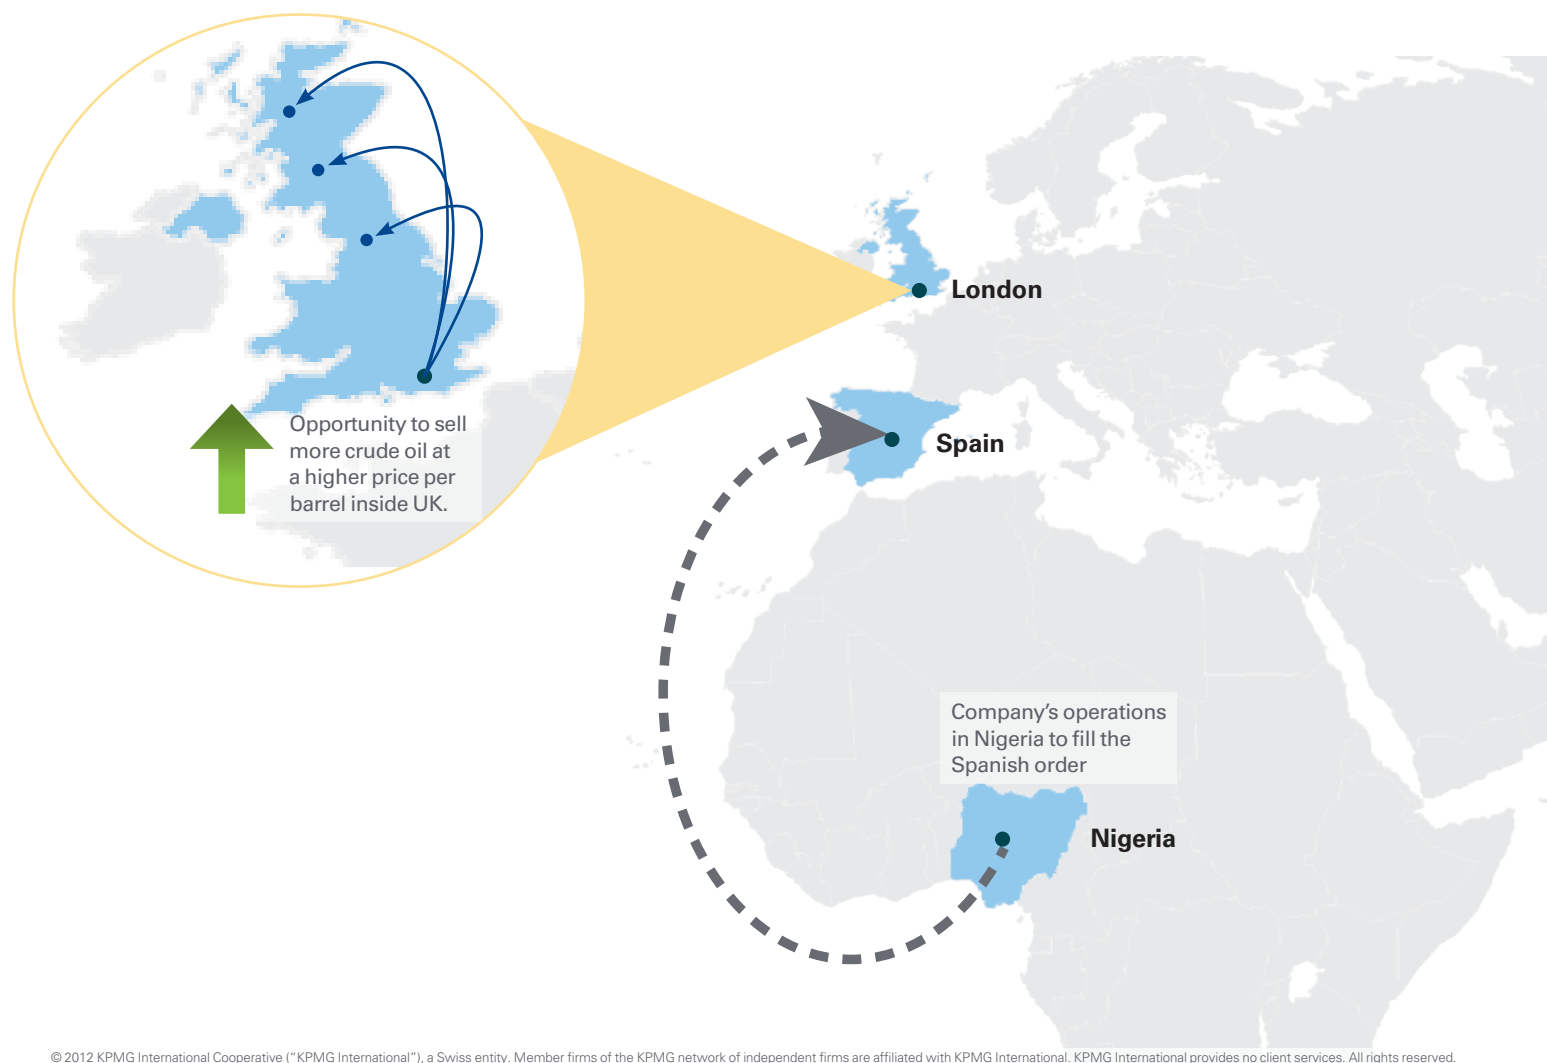 London
Spain
Opportunity to sell
more crude oil at
a higher price per
barrel inside UK.
Company’s operations
in Nigeria to fill the
Spanish order
Nigeria
© 2012 KPMG International Cooperative (“KPMG International”), a Swiss entity. Member firms of the KPMG network of independent firms are affiliated with KPMG International. KPMG International provides no client services. All rights reserved.